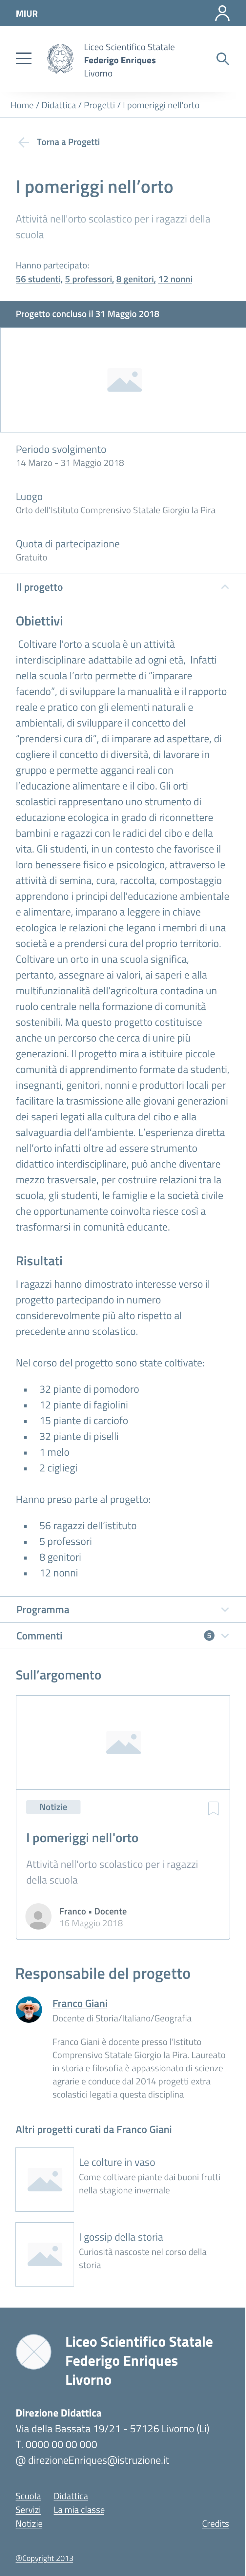 MIUR
Liceo Scientifico Statale
Federigo Enriques
Livorno
Home / Didattica / Progetti / I pomeriggi nell'orto
Torna a Progetti
I pomeriggi nell'orto
Attività nell'orto scolastico per i ragazzi della
scuola
Hanno partecipato:
56 studenti, 5 professori, 8 genitori, 12 nonni
Progetto concluso il 31 Maggio 2018
Periodo svolgimento
14 Marzo - 31 Maggio 2018
Luogo
Orto dell'Istituto Comprensivo Statale Giorgio la Pira
Quota di partecipazione
Gratuito
Il progetto
Obiettivi
Coltivare l'orto a scuola è un attività
interdisciplinare adattabile ad ogni età, Infatti
nella scuola l'orto permette di "imparare
facendo", di sviluppare la manualità e il rapporto
reale e pratico con gli elementi naturali e
ambientali, di sviluppare il concetto del
"prendersi cura di", di imparare ad aspettare, di
cogliere il concetto di diversità, di lavorare in
gruppo e permette agganci reali con
l'educazione alimentare e il cibo. Gli orti
scolastici rappresentano uno strumento di
educazione ecologica in grado di riconnettere
bambini e ragazzi con le radici del cibo e della
vita. Gli studenti, in un contesto che favorisce il
loro benessere fisico e psicologico, attraverso le
attività di semina, cura, raccolta, compostaggio
apprendono i principi dell'educazione ambientale
e alimentare, imparano a leggere in chiave
ecologica le relazioni che legano i membri di una
società e a prendersi cura del proprio territorio.
Coltivare un orto in una scuola significa,
pertanto, assegnare ai valori, ai saperi e alla
multifunzionalità dell'agricoltura contadina un
ruolo centrale nella formazione di comunità
sostenibili. Ma questo progetto costituisce
anche un percorso che cerca di unire più
generazioni. Il progetto mira a istituire piccole
comunità di apprendimento formate da studenti,
insegnanti, genitori, nonni e produttori locali per
facilitare la trasmissione alle giovani generazioni
dei saperi legati alla cultura del cibo e alla
salvaguardia dell'ambiente. L'esperienza diretta
nell'orto infatti oltre ad essere strumento
didattico interdisciplinare, può anche diventare
mezzo trasversale, per costruire relazioni tra la
scuola, gli studenti, le famiglie e la società civile
che opportunamente coinvolta riesce così a
trasformarsi in comunità educante.
Risultati
I ragazzi hanno dimostrato interesse verso il
progetto partecipando in numero
considerevolmente più alto rispetto al
precedente anno scolastico.
Nel corso del progetto sono state coltivate:
• 32 piante di pomodoro
• 12 piante di fagiolini
• 15 piante di carciofo
• 32 piante di piselli
• 1 melo
• 2 cigliegi
Hanno preso parte al progetto:
• 56 ragazzi dell'istituto
• 5 professori
• 8 genitori
• 12 nonni
Programma
Commenti 5
Sull'argomento
Notizie
I pomeriggi nell'orto
Attività nell'orto scolastico per i ragazzi
della scuola
Franco • Docente
16 Maggio 2018
Responsabile del progetto
Franco Giani
Docente di Storia/Italiano/Geografia
Franco Giani è docente presso l'Istituto
Comprensivo Statale Giorgio la Pira. Laureato
in storia e filosofia è appassionato di scienze
agrarie e conduce dal 2014 progetti extra
scolastici legati a questa disciplina
Altri progetti curati da Franco Giani
Le colture in vaso
Come coltivare piante dai buoni frutti
nella stagione invernale
I gossip della storia
Curiosità nascoste nel corso della
storia
Liceo Scientifico Statale
Federigo Enriques
Livorno
Direzione Didattica
Via della Bassata 19/21 - 57126 Livorno (Li)
T. 0000 00 00 000
@ direzioneEnriques@istruzione.it
Scuola Didattica
Servizi La mia classe
Notizie Credits
®Copyright 2013